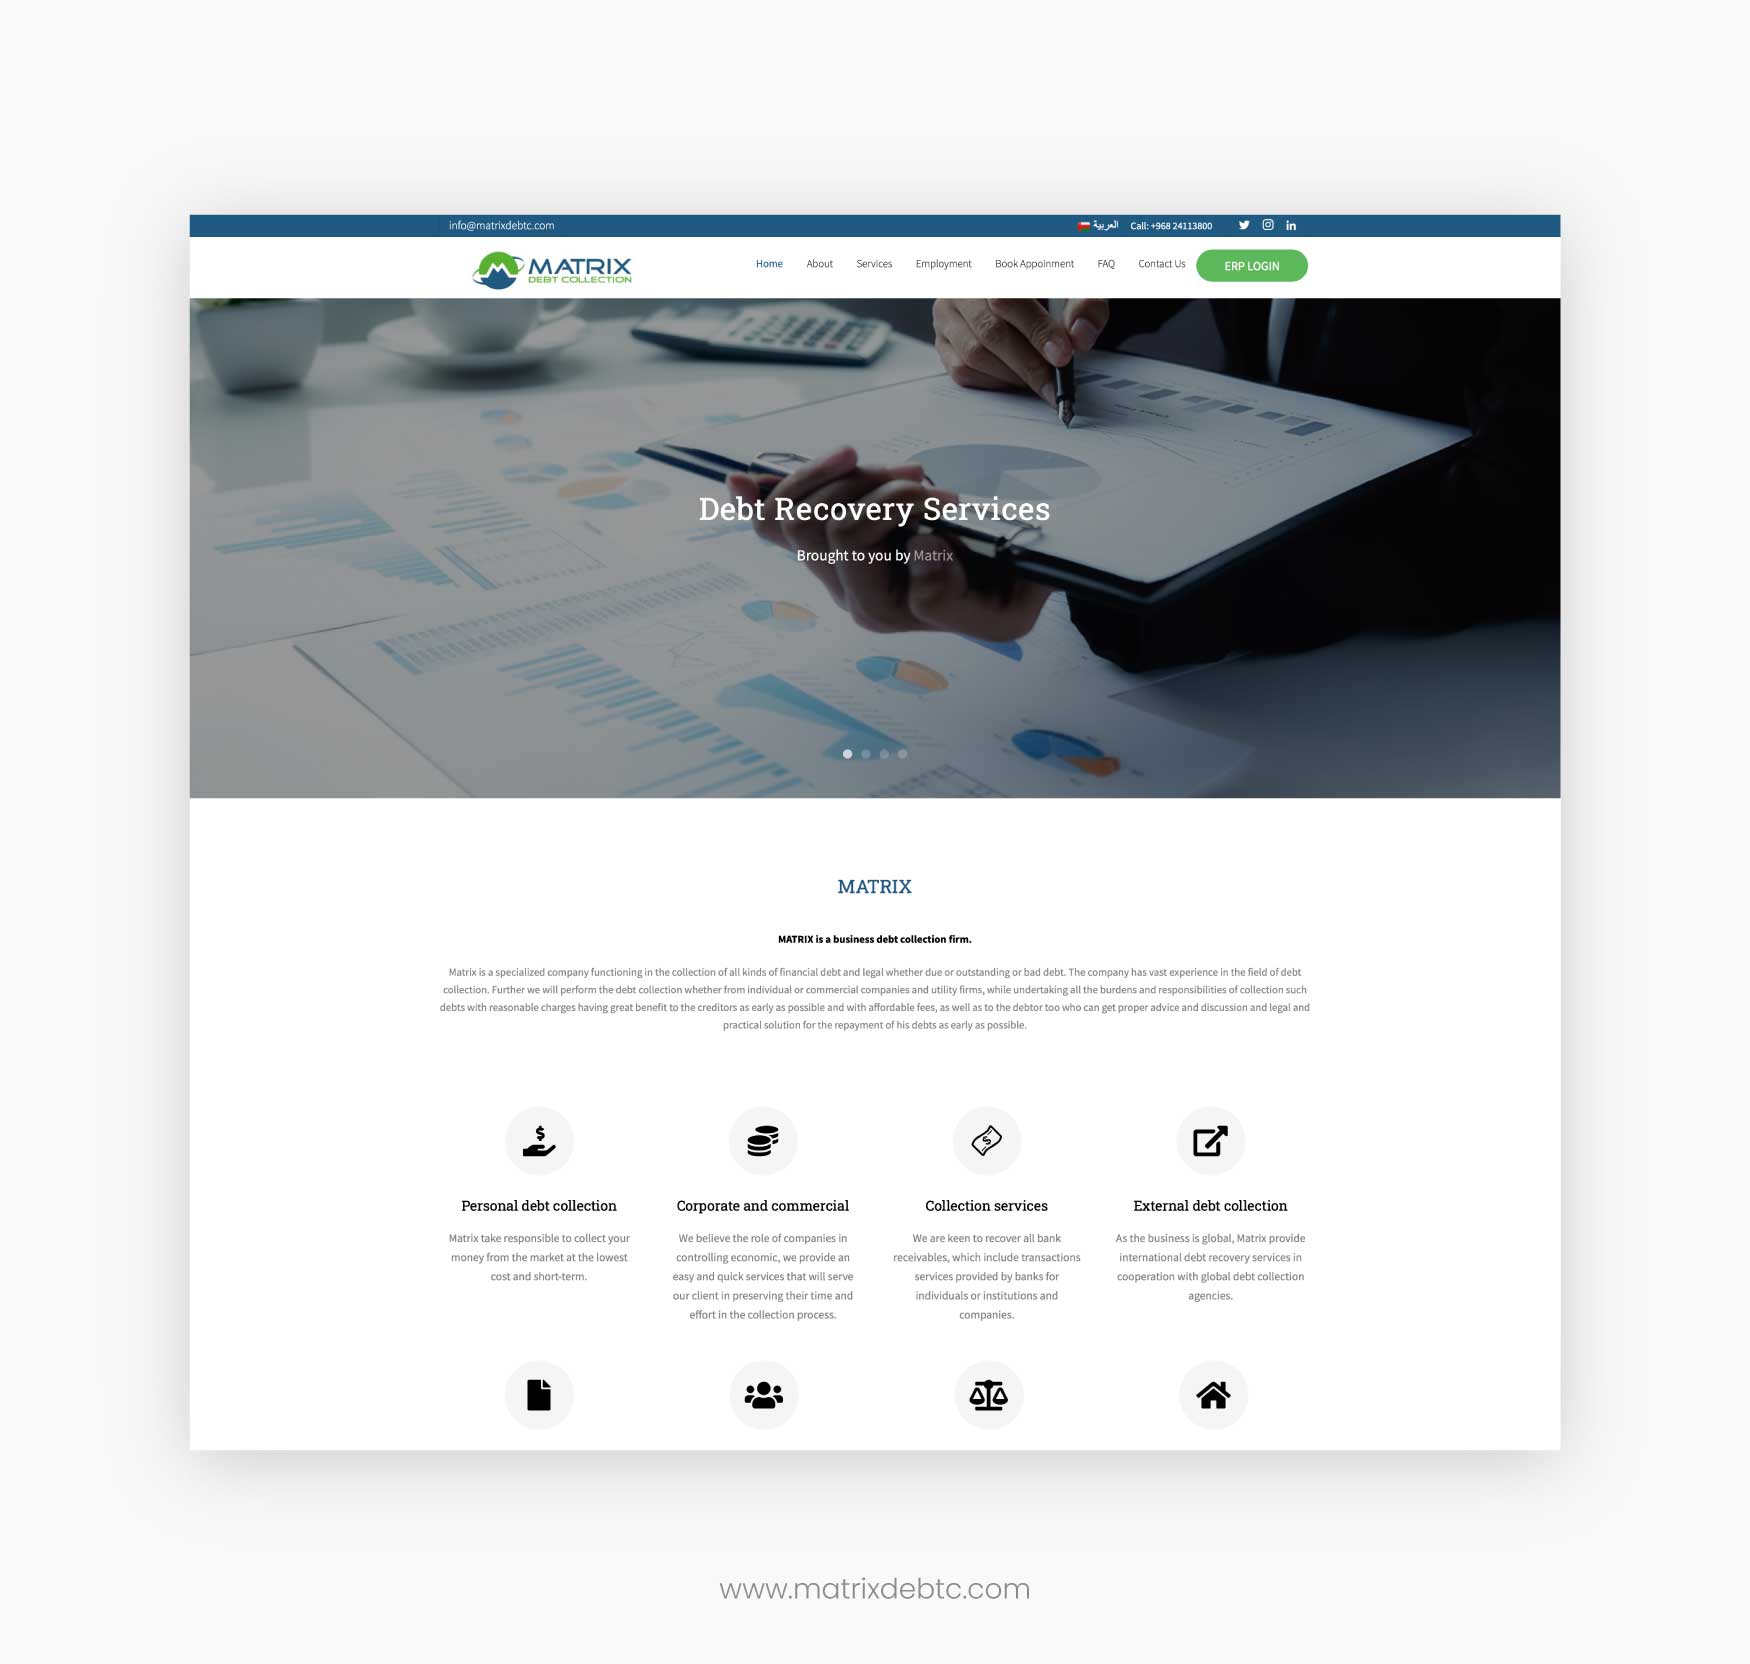 info@matrixdebtc.com
العربية
Call: +968 24113800
MATRIX
DEBT COLLECTION
Home About Services Employment Book Appoinment FAQ Contact Us ERP LOGIN
Debt Recovery Services
Brought to you by Matrix
MATRIX
MATRIX is a business debt collection firm.
Matrix is a specialized company functioning in the collection of all kinds of financial debt and legal whether due or outstanding or bad debt. The company has vast experience in the field of debt
collection. Further we will perform the debt collection whether from individual or commercial companies and utility firms, while undertaking all the burdens and responsibilities of collection such
debts with reasonable charges having great benefit to the creditors as early as possible and with affordable fees, as well as to the debtor too who can get proper advice and discussion and legal and
practical solution for the repayment of his debts as early as possible.
Personal debt collection
Matrix take responsible to collect your
money from the market at the lowest
cost and short-term.
Corporate and commercial
We believe the role of companies in
controlling economic, we provide an
easy and quick services that will serve
our client in preserving their time and
effort in the collection process.
Collection services
We are keen to recover all bank
receivables, which include transactions
services provided by banks for
individuals or institutions and
companies.
External debt collection
As the business is global, Matrix provide
international debt recovery services in
cooperation with global debt collection
agencies.
www.matrixdebtc.com